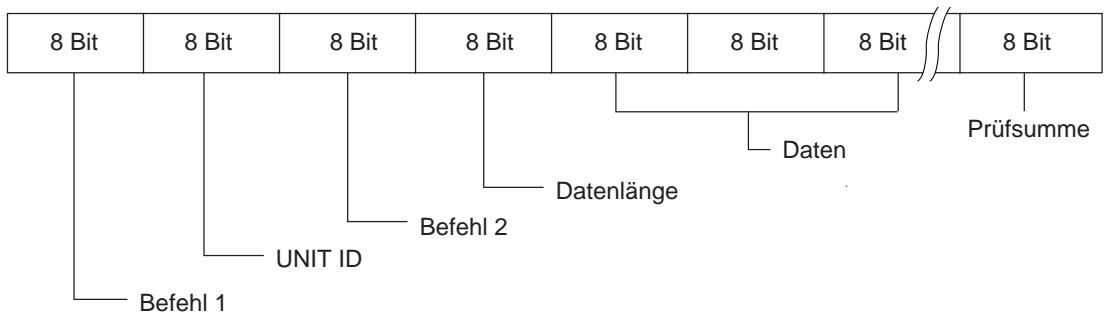 8 Bit 8 Bit 8 Bit 8 Bit 8 Bit 8 Bit 8 Bit 8 Bit
Prüfsumme
Daten
Datenlänge
Befehl 2
UNIT ID
Befehl 1